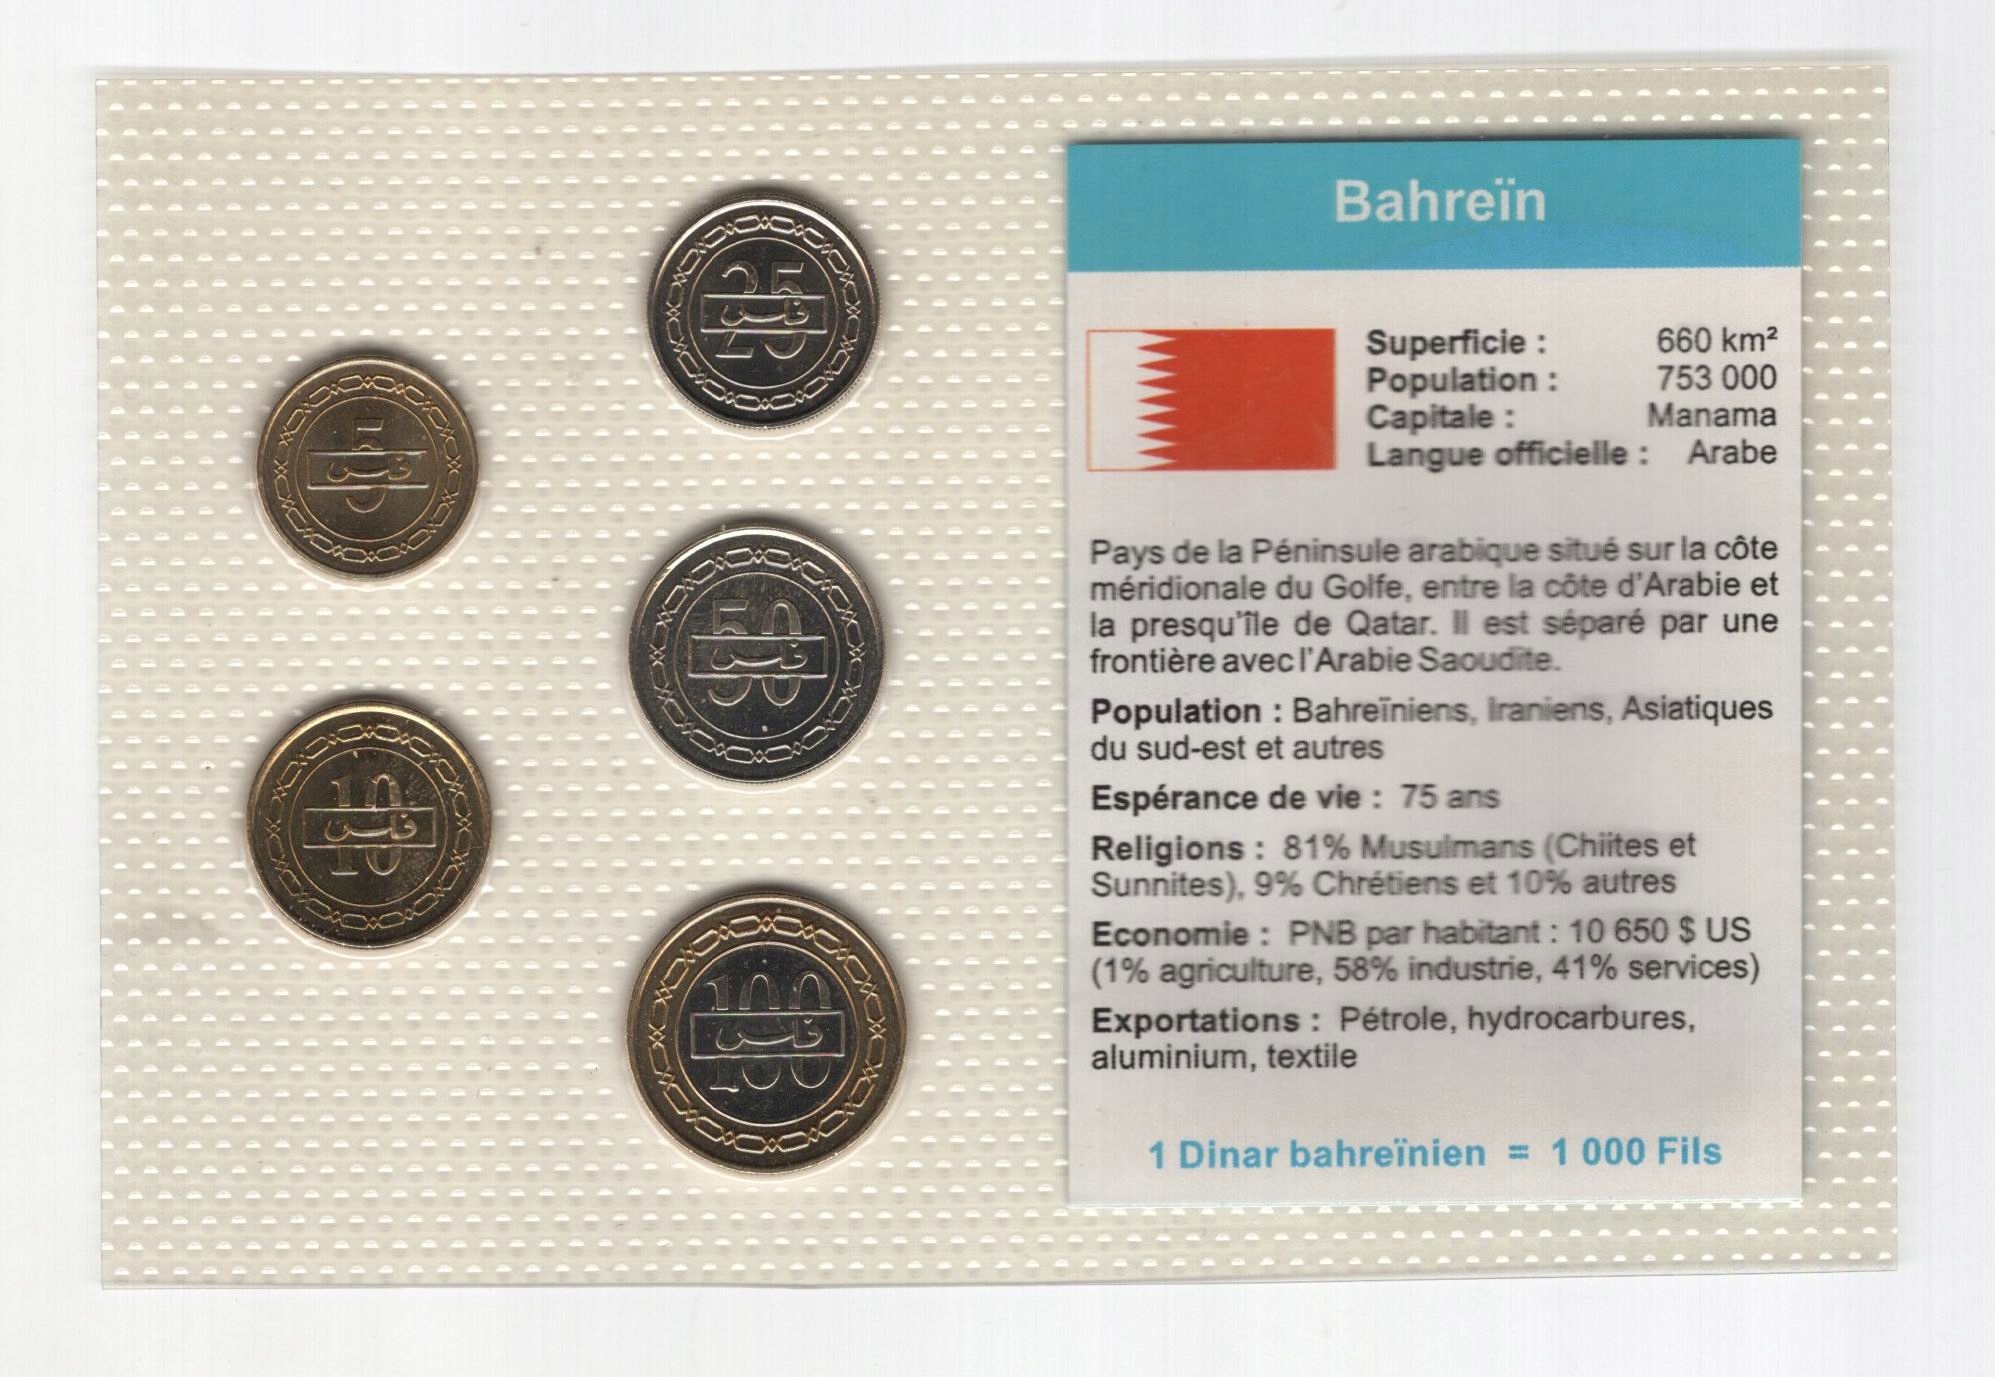 25
فلس
5
فلس
50
فلس
10
فلس
100
فلس
Bahreïn
Superficie : 660 km²
Population : 753 000
Capitale : Manama
Langue officielle : Arabe
Pays de la Péninsule arabique situé sur la côte
méridionale du Golfe, entre la côte d'Arabie et
la presqu'île de Qatar. Il est séparé par une
frontière avec l'Arabie Saoudite.
Population : Bahreïniens, Iraniens, Asiatiques
du sud-est et autres
Espérance de vie : 75 ans
Religions : 81% Musulmans (Chiites et
Sunnites), 9% Chrétiens et 10% autres
Economie : PNB par habitant : 10 650 $ US
(1% agriculture, 58% industrie, 41% services)
Exportations : Pétrole, hydrocarbures,
aluminium, textile
1 Dinar bahreïnien = 1 000 Fils